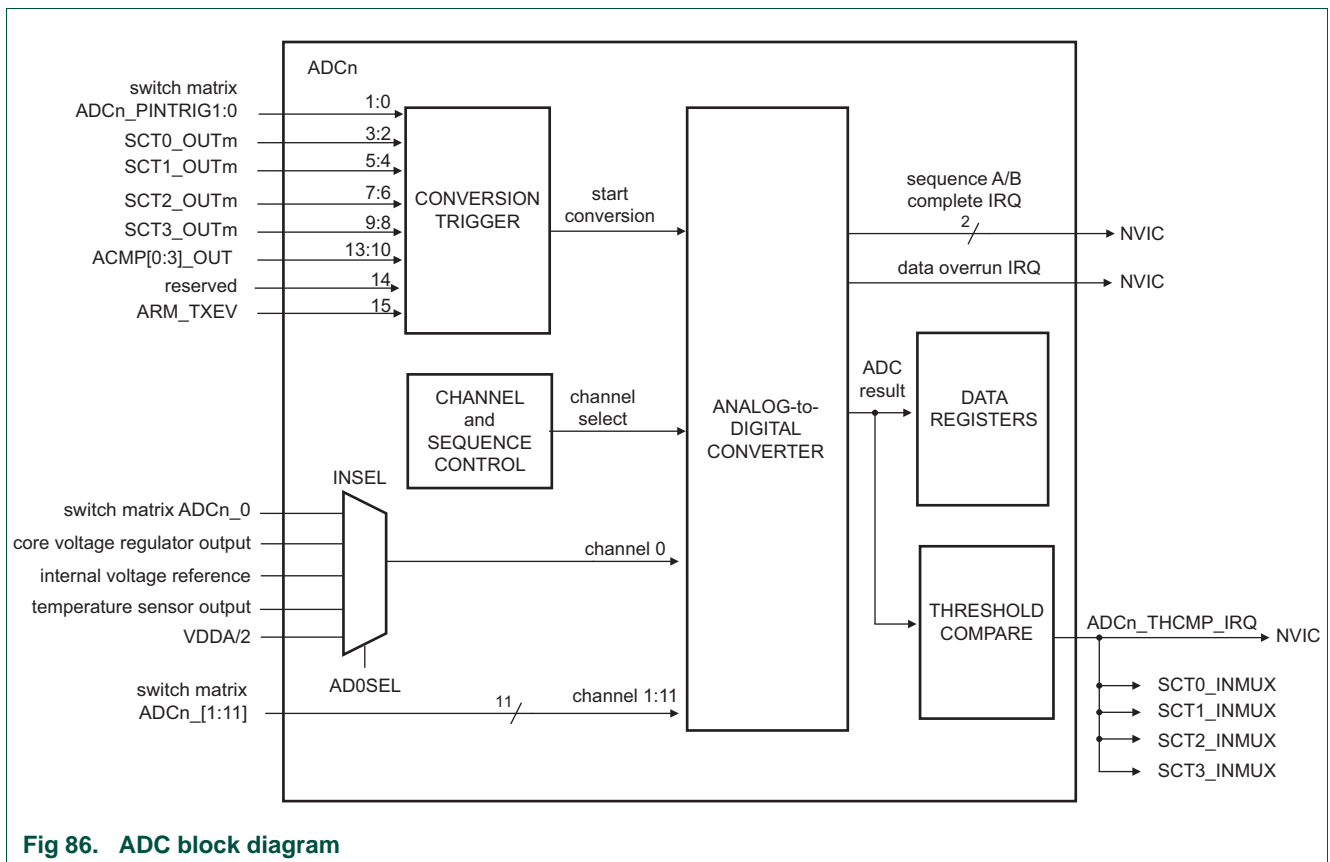 ADCn
switch matrix
ADCn_PINTRIG1:0
1:0
SCT0_OUTm
3:2
SCT1_OUTm
5:4
SCT2_OUTm
7:6
SCT3_OUTm
9:8
ACMP[0:3]_OUT
13:10
reserved
14
ARM_TXEV
15
CONVERSION
TRIGGER
start
conversion
CHANNEL
and
SEQUENCE
CONTROL
channel
select
INSEL
switch matrix ADCn_0
core voltage regulator output
internal voltage reference
temperature sensor output
VDDA/2
AD0SEL
channel 0
switch matrix
ADCn_[1:11]
11
channel 1:11
ANALOG-to-
DIGITAL
CONVERTER
sequence A/B
complete IRQ
2
NVIC
data overrun IRQ
NVIC
ADC
result
DATA
REGISTERS
THRESHOLD
COMPARE
ADCn_THCMP_IRQ
NVIC
SCT0_INMUX
SCT1_INMUX
SCT2_INMUX
SCT3_INMUX
Fig 86. ADC block diagram